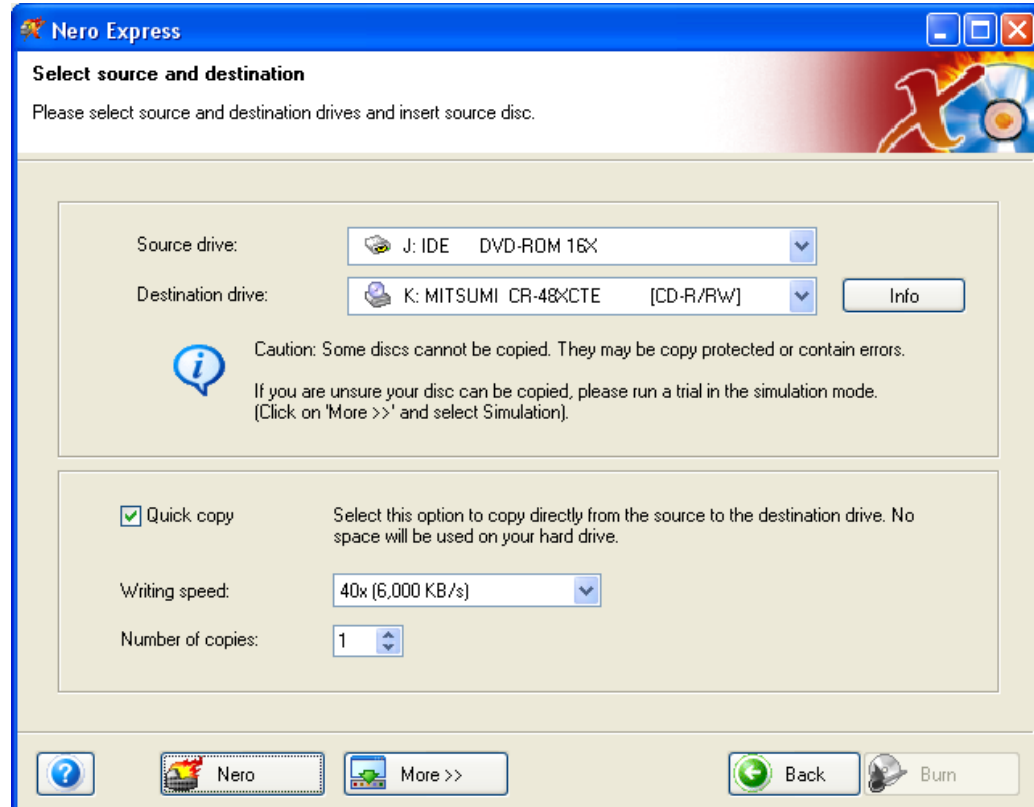 Nero Express
Select source and destination
Please select source and destination drives and insert source disc.
Source drive: J: IDE DVD-ROM 16X
Destination drive: K: MITSUMI CR-48XCTE [CD-R/RW] Info
Caution: Some discs cannot be copied. They may be copy protected or contain errors.
If you are unsure your disc can be copied, please run a trial in the simulation mode.
(Click on 'More >>' and select Simulation).
Quick copy Select this option to copy directly from the source to the destination drive. No
space will be used on your hard drive.
Writing speed: 40x (6,000 KB/s)
Number of copies: 1
Nero More >> Back Burn